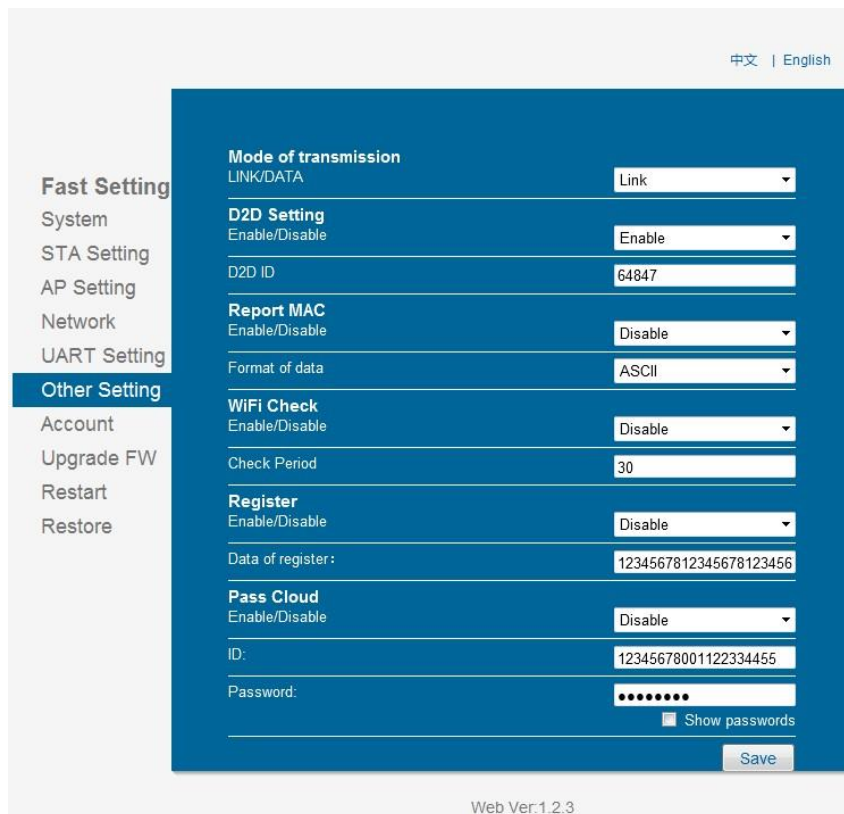 中文 | English
Fast Setting
System
STA Setting
AP Setting
Network
UART Setting
Other Setting
Account
Upgrade FW
Restart
Restore
Mode of transmission
LINK/DATA Link
D2D Setting
Enable/Disable Enable
D2D ID 64847
Report MAC
Enable/Disable Disable
Format of data ASCII
WiFi Check
Enable/Disable Disable
Check Period 30
Register
Enable/Disable Disable
Data of register: 1234567812345678123456
Pass Cloud
Enable/Disable Disable
ID: 12345678001122334455
Password: ••••••••
Show passwords
Save
Web Ver:1.2.3